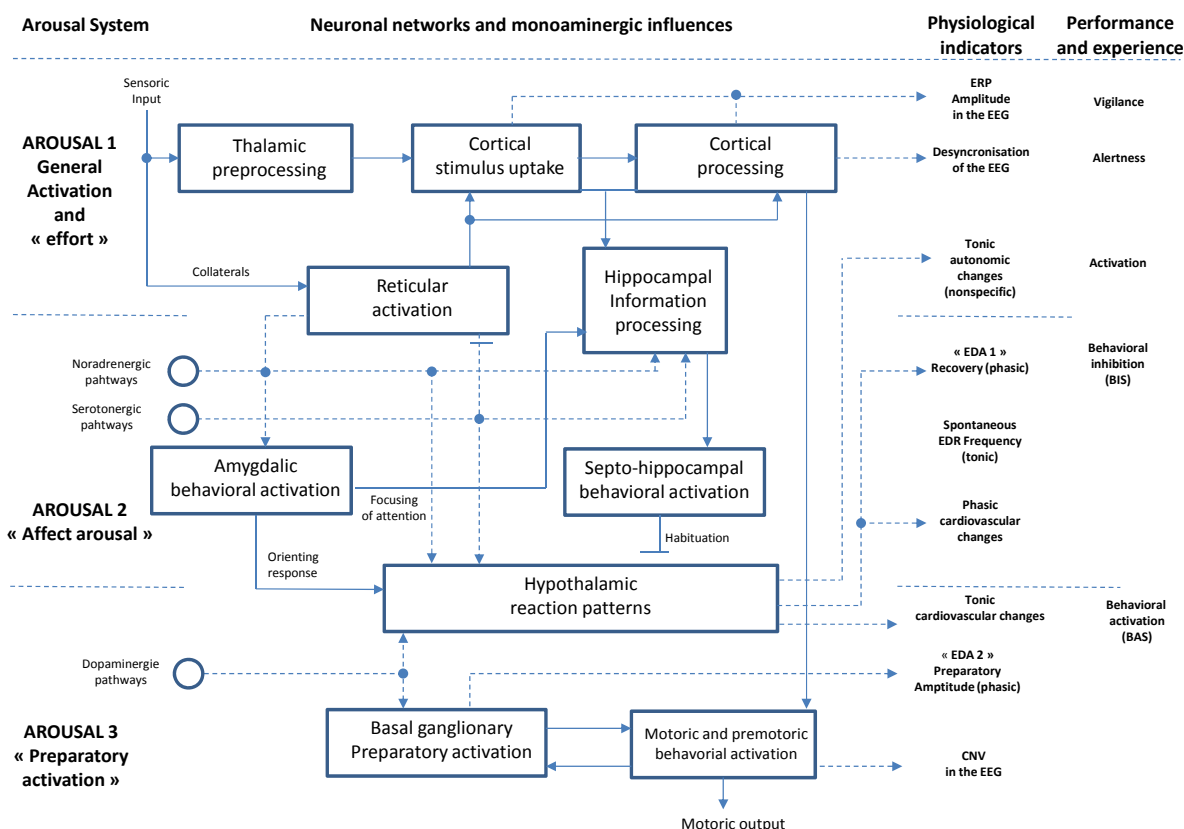 Arousal System
Neuronal networks and monoaminergic influences
Physiological
indicators
Performance
and experience
Sensoric
Input
AROUSAL 1
General
Activation
and
« effort »
Thalamic
preprocessing
Cortical
stimulus uptake
Cortical
processing
ERP
Amplitude
in the EEG
Vigilance
Desyncronisation
of the EEG
Alertness
Collaterals
Reticular
activation
Hippocampal
Information
processing
Tonic
autonomic
changes
(nonspecific)
Activation
Noradrenergic
pahtways
Serotonergic
pathways
« EDA 1 »
Recovery (phasic)
Behavioral
inhibition
(BIS)
Spontaneous
EDR Frequency
(tonic)
AROUSAL 2
« Affect arousal »
Amygdalic
behavioral activation
Focusing
of attention
Septo-hippocampal
behavioral activation
Phasic
cardiovascular
changes
Habituation
Orienting
response
Hypothalamic
reaction patterns
Tonic
cardiovascular changes
Behavioral
activation
(BAS)
Dopaminergie
pathways
« EDA 2 »
Preparatory
Amptitude (phasic)
AROUSAL 3
« Preparatory
activation »
Basal ganglionary
Preparatory activation
Motoric and premotoric
behavorial activation
CNV
in the EEG
Motoric output